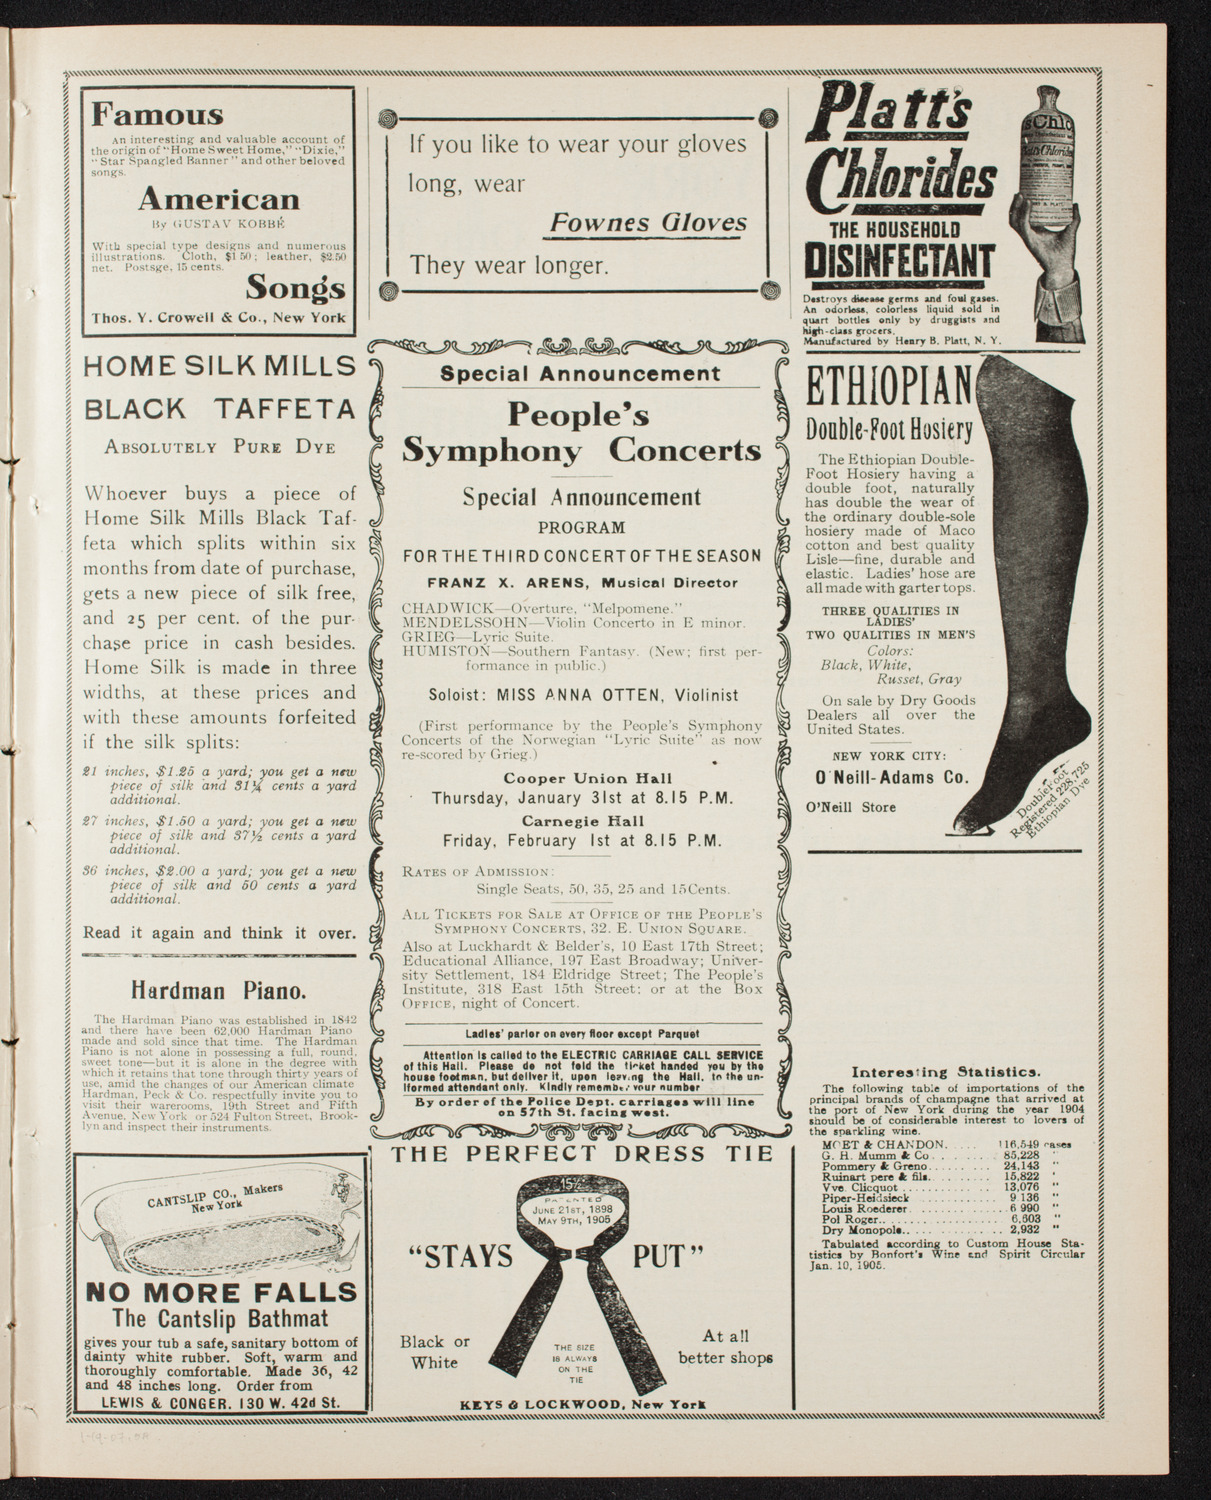 Famous
An interesting and valuable account of
the origin of "Home Sweet Home," "Dixie,"
"Star Spangled Banner" and other beloved
songs.
American
By GUSTAV KOBBÉ
With special type designs and numerous
illustrations. Cloth, $1 50; leather, $2.50
net. Postsge, 15 cents.
Songs
Thos. Y. Crowell & Co., New York
HOME SILK MILLS
BLACK TAFFETA
ABSOLUTELY PURE DYE
Whoever buys a piece of
Home Silk Mills Black Taf-
feta which splits within six
months from date of purchase,
gets a new piece of silk free,
and 25 per cent. of the pur-
chase price in cash besides.
Home Silk is made in three
widths, at these prices and
with these amounts forfeited
if the silk splits:
21 inches, $1.25 a yard; you get a new
piece of silk and 31¼ cents a yard
additional.
27 inches, $1.50 a yard; you get a new
piece of silk and 37½ cents a yard
additional.
36 inches, $2.00 a yard; you get a new
piece of silk and 50 cents a yard
additional.
Read it again and think it over.
Hardman Piano.
The Hardman Piano was established in 1842
and there have been 62,000 Hardman Piano
made and sold since that time. The Hardman
Piano is not alone in possessing a full, round,
sweet tone—but it is alone in the degree with
which it retains that tone through thirty years of
use, amid the changes of our American climate
Hardman, Peck & Co. respectfully invite you to
visit their warerooms, 19th Street and Fifth
Avenue, New York or 524 Fulton Street, Brook-
lyn and inspect their instruments.
CANTSLIP CO., Makers
New York
NO MORE FALLS
The Cantslip Bathmat
gives your tub a safe, sanitary bottom of
dainty white rubber. Soft, warm and
thoroughly comfortable. Made 36, 42
and 48 inches long. Order from
LEWIS & CONGER. 130 W. 42d St.
If you like to wear your gloves
long, wear
Fownes Gloves
They wear longer.
Special Announcement
People's
Symphony Concerts
Special Announcement
PROGRAM
FOR THE THIRD CONCERT OF THE SEASON
FRANZ X. ARENS, Musical Director
CHADWICK—Overture, "Melpomene."
MENDELSSOHN—Violin Concerto in E minor.
GRIEG—Lyric Suite.
HUMISTON—Southern Fantasy. (New; first per-
formance in public.)
Soloist: MISS ANNA OTTEN, Violinist
(First performance by the People's Symphony
Concerts of the Norwegian "Lyric Suite" as now
re-scored by Grieg.)
Cooper Union Hall
Thursday, January 31st at 8.15 P.M.
Carnegie Hall
Friday, February 1st at 8.15 P.M.
RATES OF ADMISSION:
Single Seats, 50, 35, 25 and 15 Cents.
ALL TICKETS FOR SALE AT OFFICE OF THE PEOPLE'S
SYMPHONY CONCERTS, 32. E. UNION SQUARE.
Also at Luckhardt & Belder's, 10 East 17th Street;
Educational Alliance, 197 East Broadway; Univer-
sity Settlement, 184 Eldridge Street; The People's
Institute, 318 East 15th Street; or at the Box
OFFICE, night of Concert.
Ladies' parlor on every floor except Parquet
Attention is called to the ELECTRIC CARRIAGE CALL SERVICE
of this Hall. Please do not fold the ticket handed you by the
house footman, but deliver it, upon leaving the Hall, to the un-
iformed attendant only. Kindly remember your number
By order of the Police Dept. carriages will line
on 57th St. facing west.
THE PERFECT DRESS TIE
15½
PATENTED
JUNE 21ST, 1898
MAY 9TH, 1905
"STAYS PUT"
Black or
White
THE SIZE
IS ALWAYS
ON THE
TIE
At all
better shops
KEYS & LOCKWOOD, New York
Platt's
Chlorides
THE HOUSEHOLD
DISINFECTANT
Destroys disease germs and foul gases.
An odorless, colorless liquid sold in
quart bottles only by druggists and
high-class grocers.
Manufactured by Henry B. Platt, N. Y.
ETHIOPIAN
Double-Foot Hosiery
The Ethiopian Double-
Foot Hosiery having a
double foot, naturally
has double the wear of
the ordinary double-sole
hosiery made of Maco
cotton and best quality
Lisle—fine, durable and
elastic. Ladies' hose are
all made with garter tops.
THREE QUALITIES IN
LADIES'
TWO QUALITIES IN MEN'S
Colors:
Black, White,
Russet, Gray
On sale by Dry Goods
Dealers all over the
United States.
NEW YORK CITY:
O'Neill-Adams Co.
O'Neill Store
DoubleFoot
Registered 228,725
Ethiopian Dye
Interesting Statistics.
The following table of importations of the
principal brands of champagne that arrived at
the port of New York during the year 1904
should be of considerable interest to lovers of
the sparkling wine.
MOET & CHANDON..... 116,549 cases
G. H. Mumm & Co........ 85,228 "
Pommery & Greno........ 24,143 "
Ruinart pere & fils........ 15,822 "
Vve. Clicquot ............ 13,076 "
Piper-Heidsieck ............ 9 136 "
Louis Roederer............ 6 990 "
Pol Roger.................. 6,603 "
Dry Monopole.............. 2,932 "
Tabulated according to Custom House Sta-
tistics by Bonfort's Wine and Spirit Circular
Jan. 10, 1905.